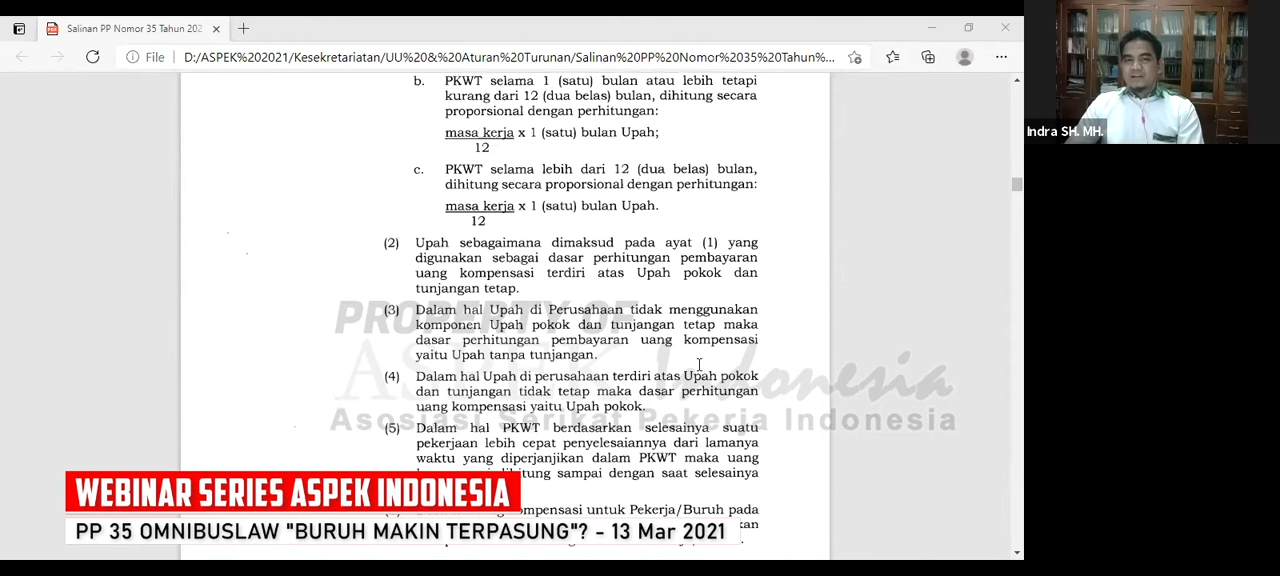 Salinan PP Nomor 35 Tahun 202
File
D:/ASPEK%202021/Kesekretariatan/UU%20&%20Aturan%20Turunan/Salinan%20PP%20Nomor%2035%20Tahun%...
b. PKWT selama 1 (satu) bulan atau lebih tetapi
kurang dari 12 (dua belas) bulan, dihitung secara
proporsional dengan perhitungan:
masa kerja x 1 (satu) bulan Upah;
12
c. PKWT selama lebih dari 12 (dua belas) bulan,
dihitung secara proporsional dengan perhitungan:
masa kerja x 1 (satu) bulan Upah.
12
(2) Upah sebagaimana dimaksud pada ayat (1) yang
digunakan sebagai dasar perhitungan pembayaran
uang kompensasi terdiri atas Upah pokok dan
tunjangan tetap.
(3) Dalam hal Upah di Perusahaan tidak menggunakan
komponen Upah pokok dan tunjangan tetap maka
dasar perhitungan pembayaran uang kompensasi
yaitu Upah tanpa tunjangan.
(4) Dalam hal Upah di perusahaan terdiri atas Upah pokok
dan tunjangan tidak tetap maka dasar perhitungan
uang kompensasi yaitu Upah pokok.
(5) Dalam hal PKWT berdasarkan selesainya suatu
pekerjaan lebih cepat penyelesaiannya dari lamanya
waktu yang diperjanjikan dalam PKWT maka uang
sampai dengan saat selesainya
untuk Pekerja/Buruh pada
PROPERTY OF
ASPEK Indonesia
Asosiasi Serikat Pekerja Indonesia
Indra SH. MH.
WEBINAR SERIES ASPEK INDONESIA
PP 35 OMNIBUSLAW "BURUH MAKIN TERPASUNG"? - 13 Mar 2021